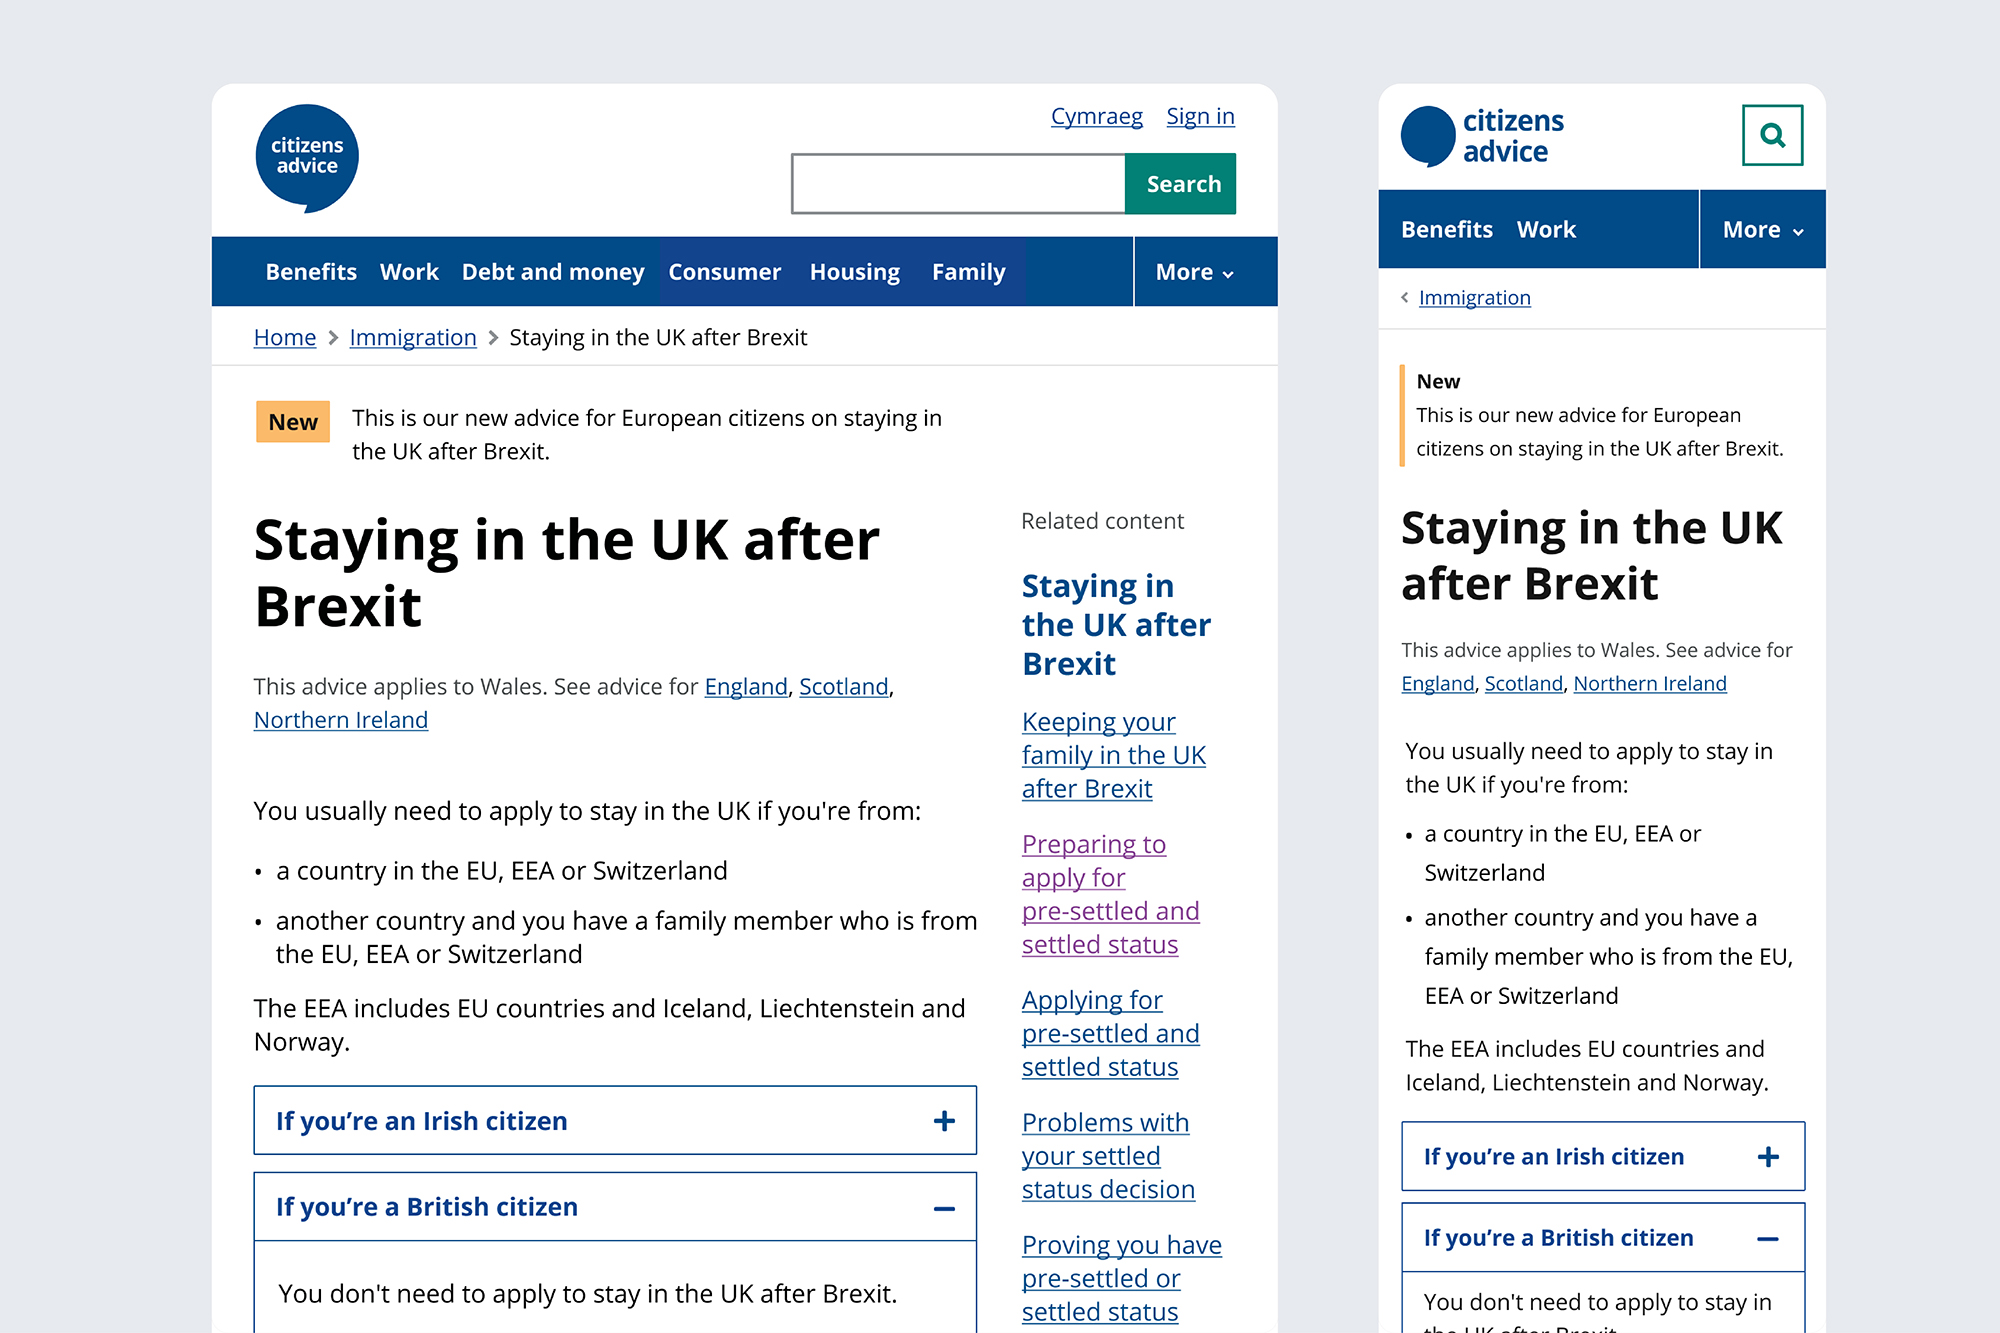 citizens
advice
Cymraeg Sign in
Search
Benefits Work Debt and money Consumer Housing Family More
Home Immigration Staying in the UK after Brexit
New
This is our new advice for European citizens on staying in
the UK after Brexit.
Staying in the UK after
Brexit
This advice applies to Wales. See advice for England, Scotland,
Northern Ireland
You usually need to apply to stay in the UK if you're from:
• a country in the EU, EEA or Switzerland
• another country and you have a family member who is from
the EU, EEA or Switzerland
The EEA includes EU countries and Iceland, Liechtenstein and
Norway.
If you’re an Irish citizen
If you’re a British citizen
You don't need to apply to stay in the UK after Brexit.
Related content
Staying in
the UK after
Brexit
Keeping your
family in the UK
after Brexit
Preparing to
apply for
pre-settled and
settled status
Applying for
pre-settled and
settled status
Problems with
your settled
status decision
Proving you have
pre-settled or
settled status
citizens
advice
Benefits Work More
Immigration
New
This is our new advice for European
citizens on staying in the UK after Brexit.
Staying in the UK
after Brexit
This advice applies to Wales. See advice for
England, Scotland, Northern Ireland
You usually need to apply to stay in
the UK if you're from:
• a country in the EU, EEA or
Switzerland
• another country and you have a
family member who is from the EU,
EEA or Switzerland
The EEA includes EU countries and
Iceland, Liechtenstein and Norway.
If you’re an Irish citizen
If you’re a British citizen
You don't need to apply to stay in
the UK after Brexit